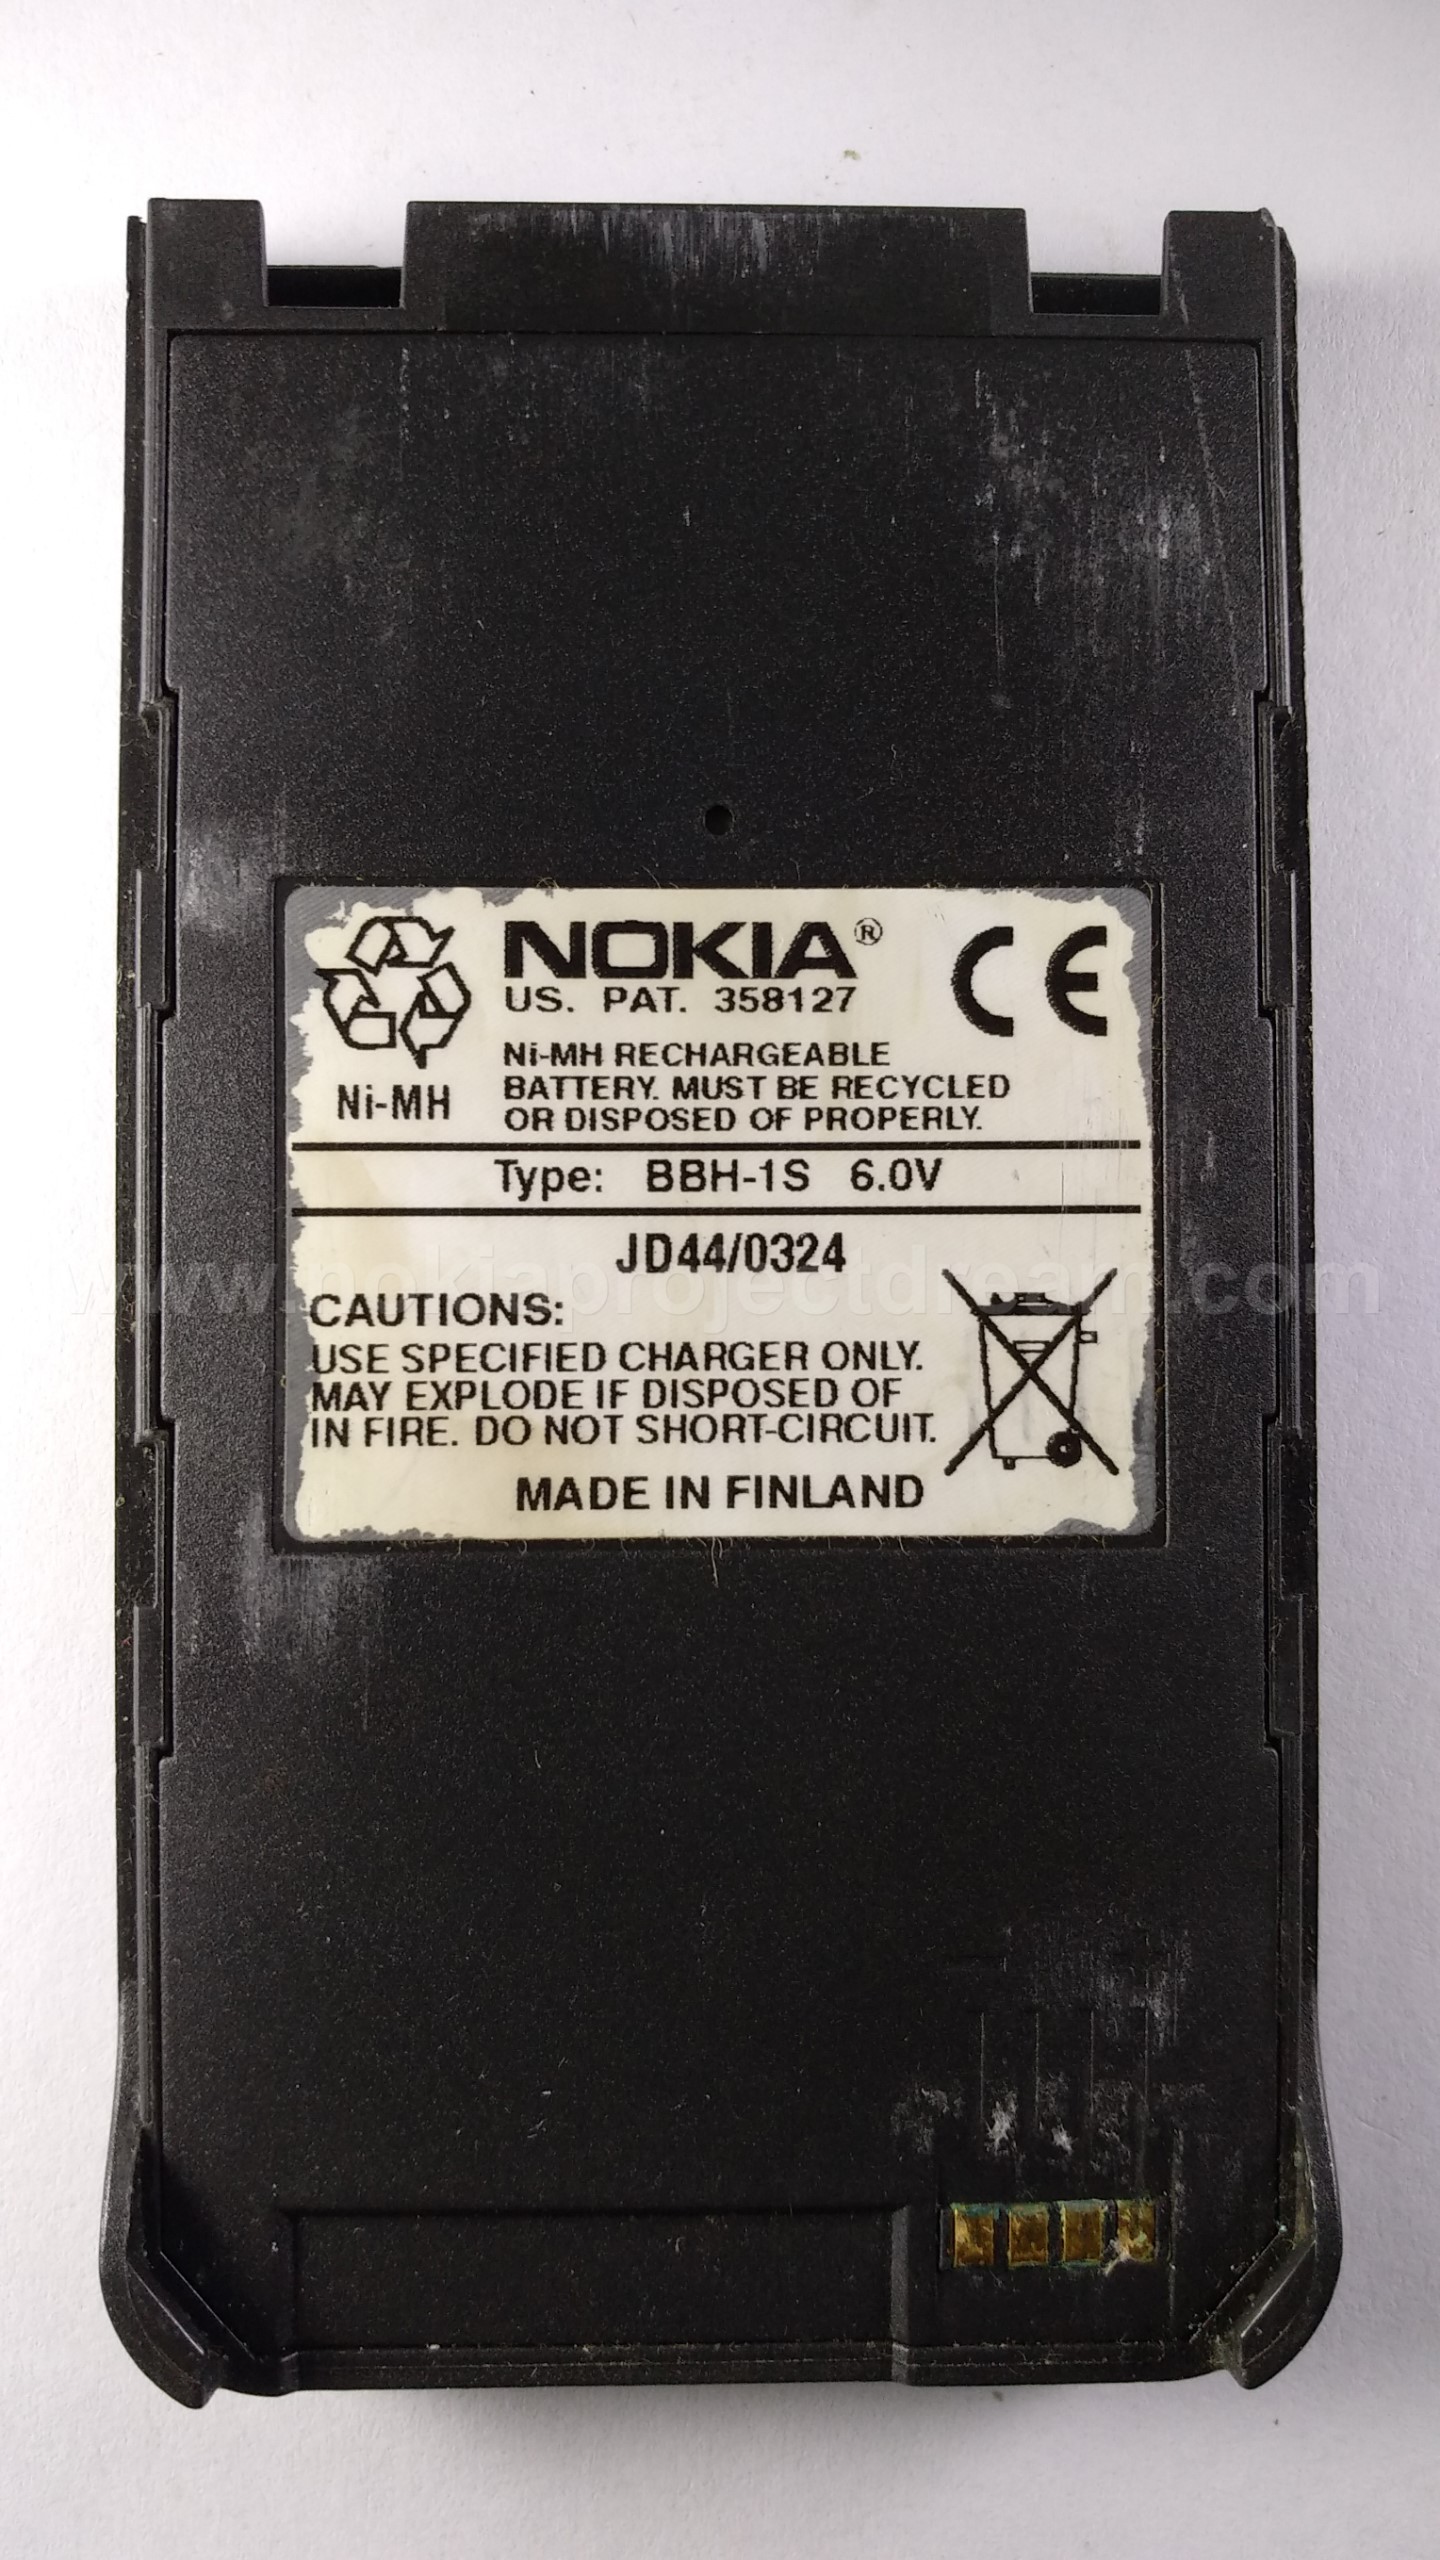 NOKIA®
US. PAT. 358127
Ni-MH RECHARGEABLE
BATTERY. MUST BE RECYCLED
OR DISPOSED OF PROPERLY.
Ni-MH
CE
Type: BBH-1S 6.0V
JD44/0324
www.nokiaprojectdream.com
CAUTIONS:
USE SPECIFIED CHARGER ONLY.
MAY EXPLODE IF DISPOSED OF
IN FIRE. DO NOT SHORT-CIRCUIT.
MADE IN FINLAND